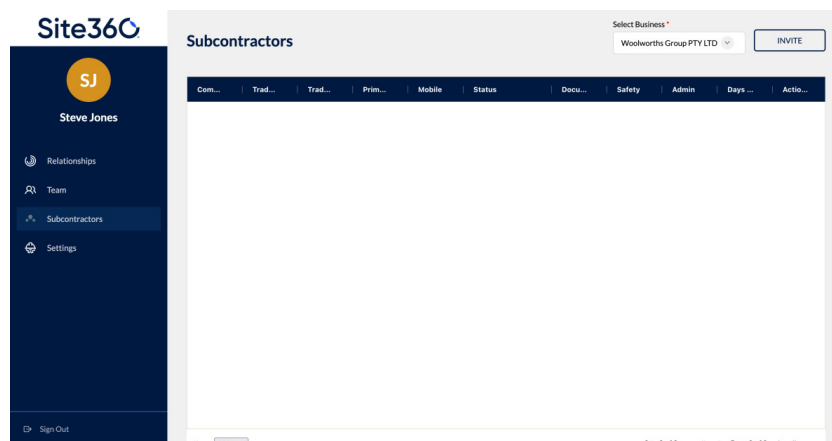 Site360
SJ
Steve Jones
Relationships
Team
Subcontractors
Settings
Sign Out
Subcontractors
Select Business *
Woolworths Group PTY LTD
INVITE
Com... Trad... Trad... Prim... Mobile Status Docu... Safety Admin Days ... Actio...